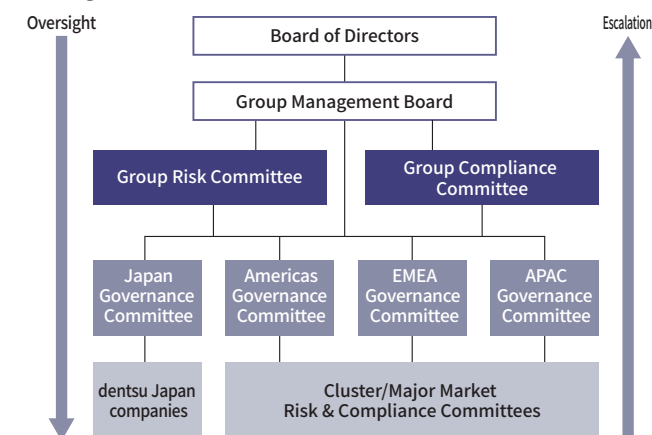 Oversight
Escalation
Board of Directors
Group Management Board
Group Risk Committee
Group Compliance
Committee
Japan
Governance
Committee
Americas
Governance
Committee
EMEA
Governance
Committee
APAC
Governance
Committee
dentsu Japan
companies
Cluster/Major Market
Risk & Compliance Committees